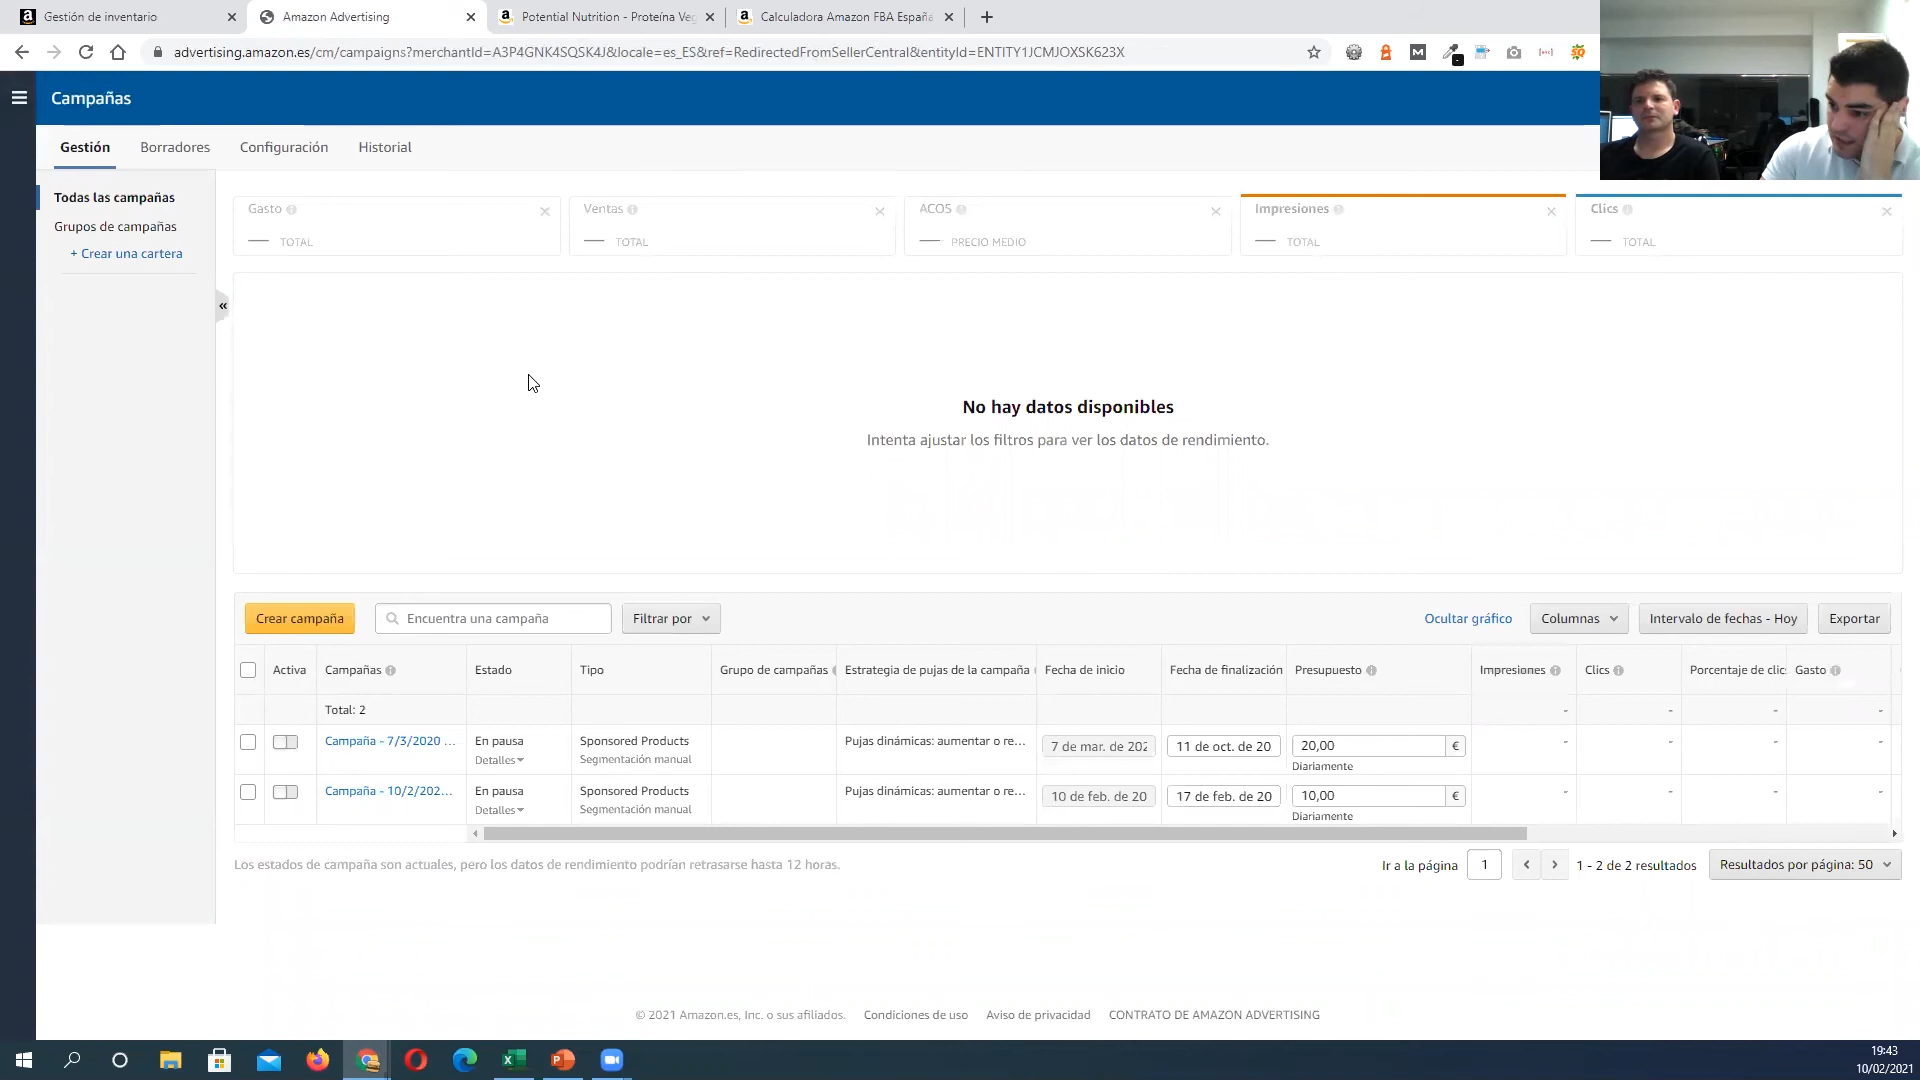 Gestión de inventario
Amazon Advertising
Potential Nutrition - Proteína Veg
Calculadora Amazon FBA España
advertising.amazon.es/cm/campaigns?merchantId=A3P4GNK4SQSK4J&locale=es_ES&ref=RedirectedFromSellerCentral&entityId=ENTITY1JCMJOXSK623X
Campañas
Gestión
Borradores
Configuración
Historial
Todas las campañas
Grupos de campañas
+ Crear una cartera
Gasto
TOTAL
Ventas
TOTAL
ACOS
PRECIO MEDIO
Impresiones
TOTAL
Clics
TOTAL
No hay datos disponibles
Intenta ajustar los filtros para ver los datos de rendimiento.
Crear campaña
Encuentra una campaña
Filtrar por
Ocultar gráfico
Columnas
Intervalo de fechas - Hoy
Exportar
Activa
Campañas
Estado
Tipo
Grupo de campañas
Estrategia de pujas de la campaña
Fecha de inicio
Fecha de finalización
Presupuesto
Impresiones
Clics
Porcentaje de clic
Gasto
Total: 2
- - - -
Campaña - 7/3/2020 ...
En pausa
Detalles
Sponsored Products
Segmentación manual
Pujas dinámicas: aumentar o re...
7 de mar. de 202
11 de oct. de 20
20,00 €
Diariamente
- - - -
Campaña - 10/2/202...
En pausa
Detalles
Sponsored Products
Segmentación manual
Pujas dinámicas: aumentar o re...
10 de feb. de 20
17 de feb. de 20
10,00 €
Diariamente
- - - -
Los estados de campaña son actuales, pero los datos de rendimiento podrían retrasarse hasta 12 horas.
Ir a la página 1
1 - 2 de 2 resultados
Resultados por página: 50
© 2021 Amazon.es, Inc. o sus afiliados.
Condiciones de uso
Aviso de privacidad
CONTRATO DE AMAZON ADVERTISING
19:43
10/02/2021